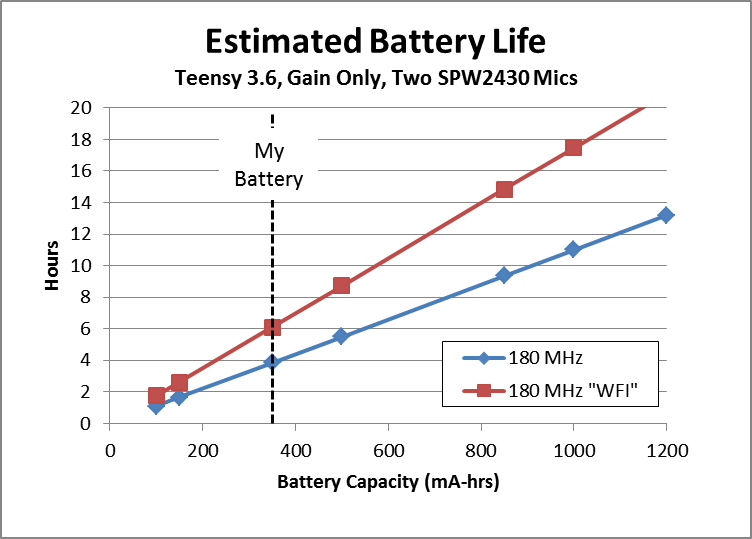 Estimated Battery Life
Teensy 3.6, Gain Only, Two SPW2430 Mics
20
18
16
14
12
10
8
6
4
2
0
Hours
My
Battery
180 MHz
180 MHz "WFI"
0 200 400 600 800 1000 1200
Battery Capacity (mA-hrs)